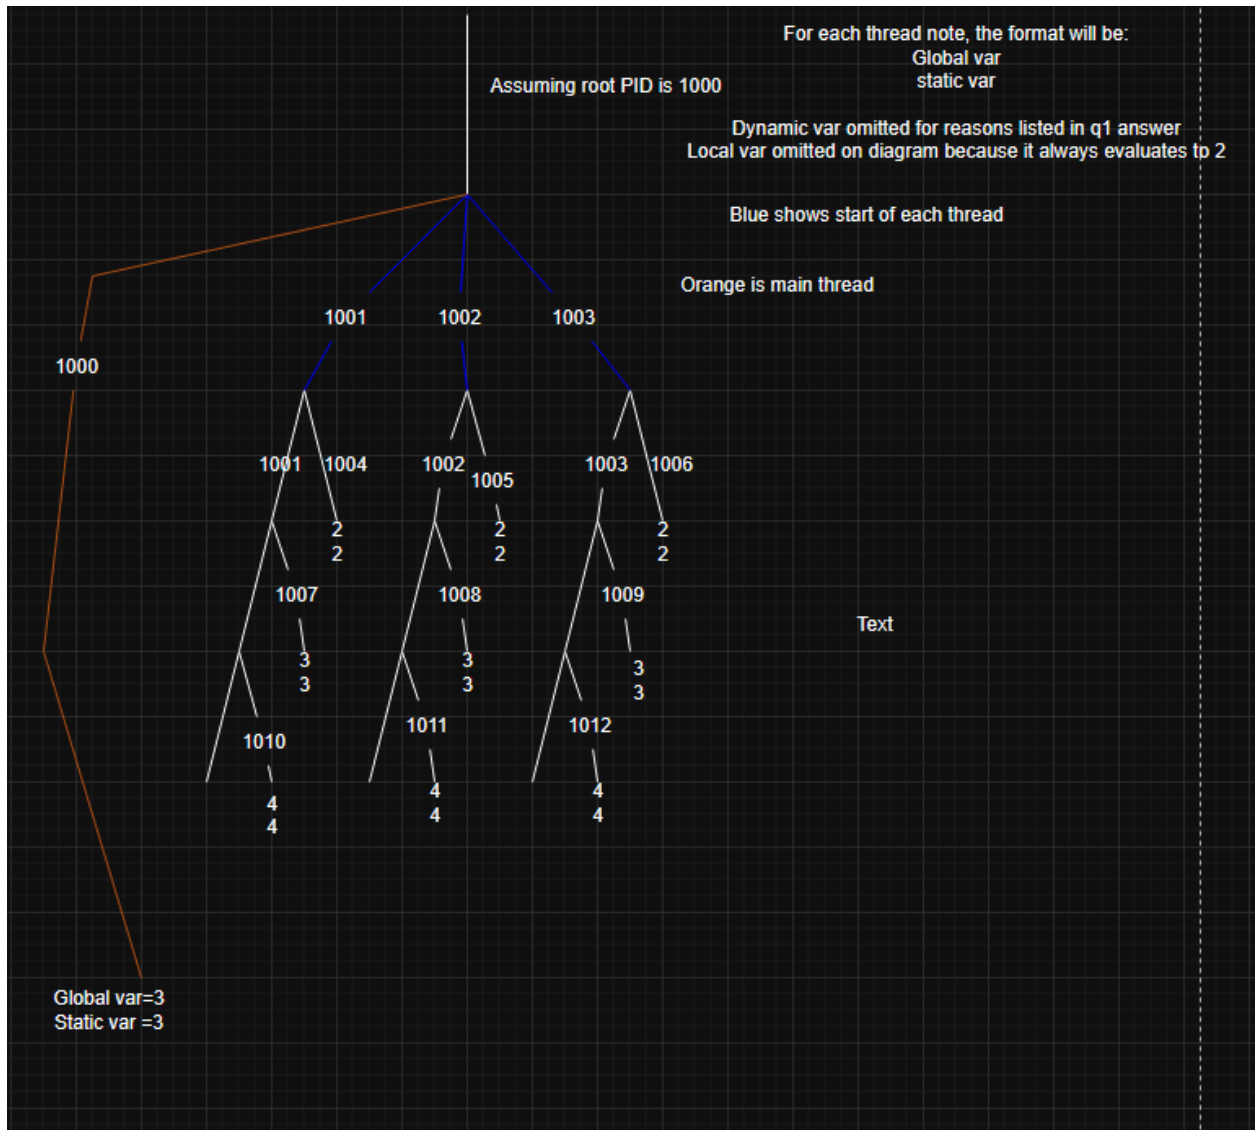 For each thread note, the format will be:
Global var
static var
Assuming root PID is 1000
Dynamic var omitted for reasons listed in q1 answer
Local var omitted on diagram because it always evaluates to 2
Blue shows start of each thread
Orange is main thread
1001 1002 1003
1000
1001 1004 1002 1005 1003 1006
2 2 2
2 2 2
1007 1008 1009
Text
3 3 3
3 3 3
1010 1011 1012
4 4 4
4 4 4
Global var=3
Static var =3